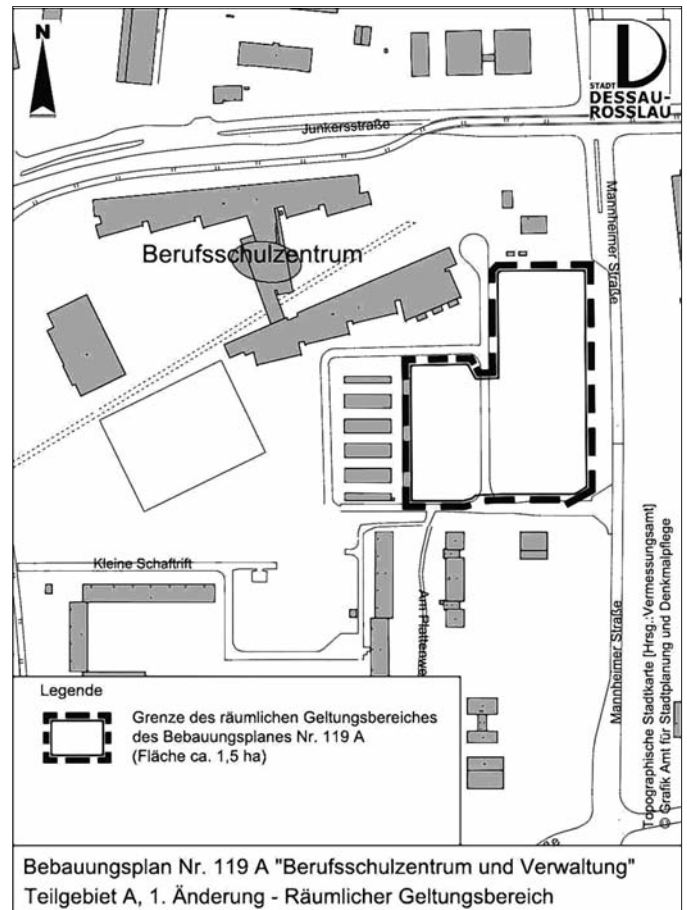 N
STADT
DESSAU-
ROSSLAU
Junkersstraße
Mannheimer Straße
Berufsschulzentrum
Kleine Schaftrift
Am Plattenwe
Mannheimer Straße
Topographische Stadtkarte [Hrsg.:Vermessungsamt]
© Grafik Amt für Stadtplanung und Denkmalpflege
Legende
Grenze des räumlichen Geltungsbereiches
des Bebauungsplanes Nr. 119 A
(Fläche ca. 1,5 ha)
Bebauungsplan Nr. 119 A "Berufsschulzentrum und Verwaltung"
Teilgebiet A, 1. Änderung - Räumlicher Geltungsbereich